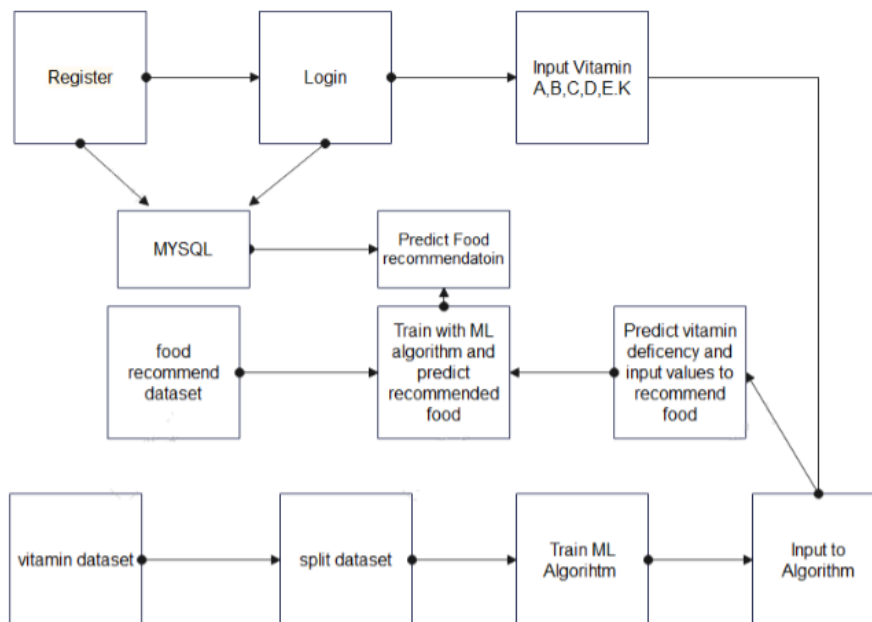 Register
Login
Input Vitamin
A,B,C,D,E.K
MYSQL
Predict Food
recommendatoin
food
recommend
dataset
Train with ML
algorithm and
predict
recommended
food
Predict vitamin
deficency and
input values to
recommend
food
vitamin dataset
split dataset
Train ML
Algorihtm
Input to
Algorithm